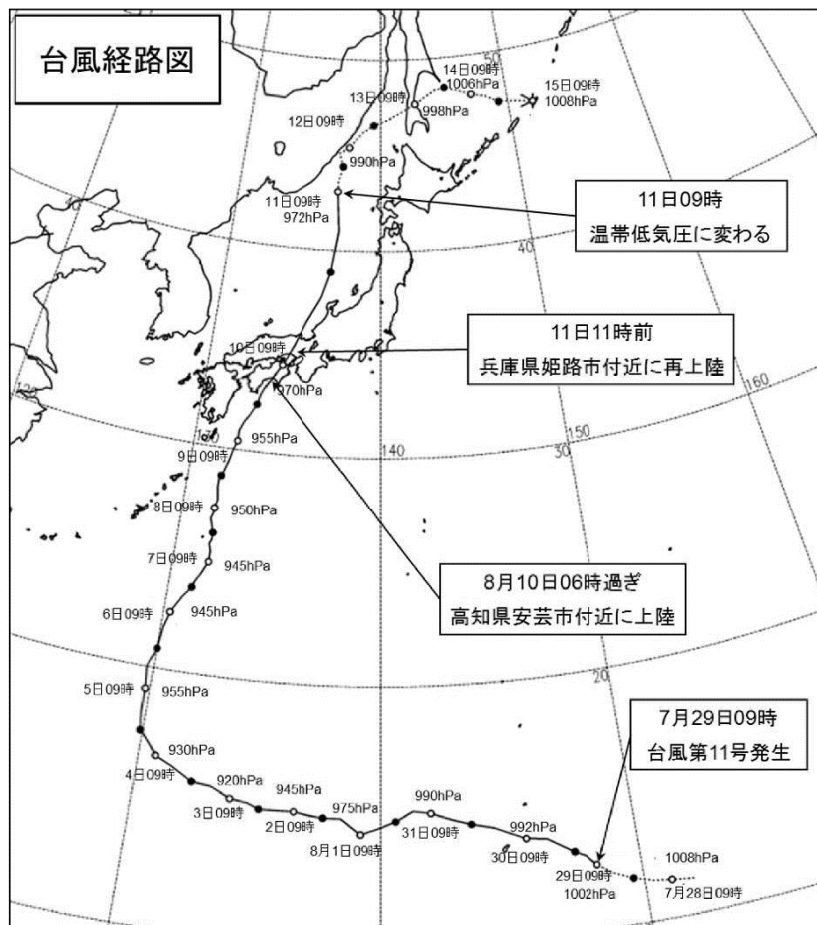 台風経路図
50
14日09時
1006hPa
15日09時
1008hPa
13日09時
998hPa
12日09時
990hPa
11日09時
972hPa
11日09時
温帯低気圧に変わる
40
40
11日11時前
兵庫県姫路市付近に再上陸
10日09時
970hPa
160
120
150
130
140
30
955hPa
9日09時
950hPa
8日09時
7日09時
945hPa
8月10日06時過ぎ
高知県安芸市付近に上陸
6日09時
945hPa
20
5日09時
955hPa
7月29日09時
台風第11号発生
930hPa
4日09時
920hPa
3日09時
945hPa
2日09時
975hPa
8月1日09時
990hPa
31日09時
992hPa
30日09時
29日09時
1002hPa
1008hPa
7月28日09時